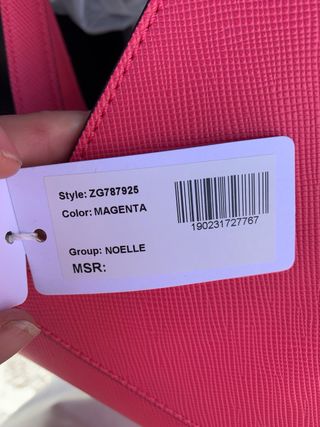 Style: ZG787925
Color: MAGENTA
190231727767
Group: NOELLE
MSR: